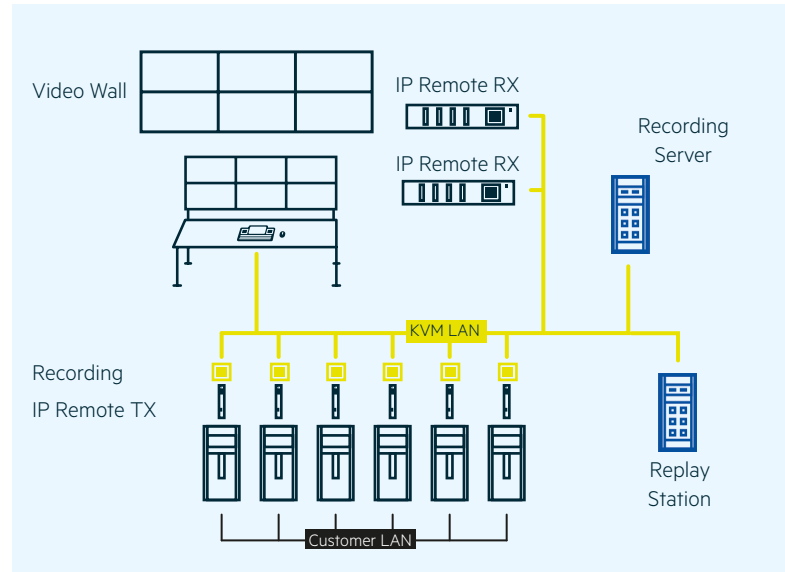 Video Wall
IP Remote RX
IP Remote RX
Recording
Server
KVM LAN
Recording
IP Remote TX
Replay
Station
Customer LAN